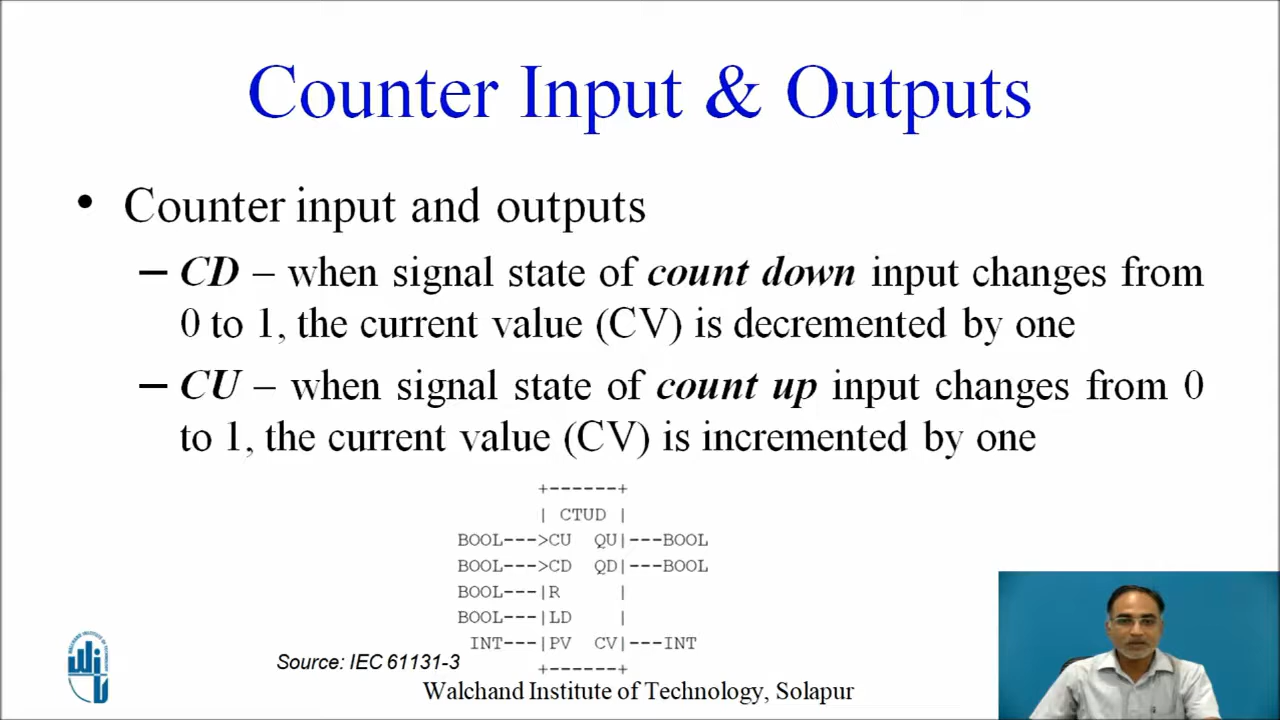 Counter Input & Outputs
• Counter input and outputs
– CD – when signal state of count down input changes from
0 to 1, the current value (CV) is decremented by one
– CU – when signal state of count up input changes from 0
to 1, the current value (CV) is incremented by one
+------+
| CTUD |
BOOL--->CU QU|---BOOL
BOOL--->CD QD|---BOOL
BOOL---|R |
BOOL---|LD |
INT---|PV CV|---INT
+------+
Source: IEC 61131-3
Walchand Institute of Technology, Solapur